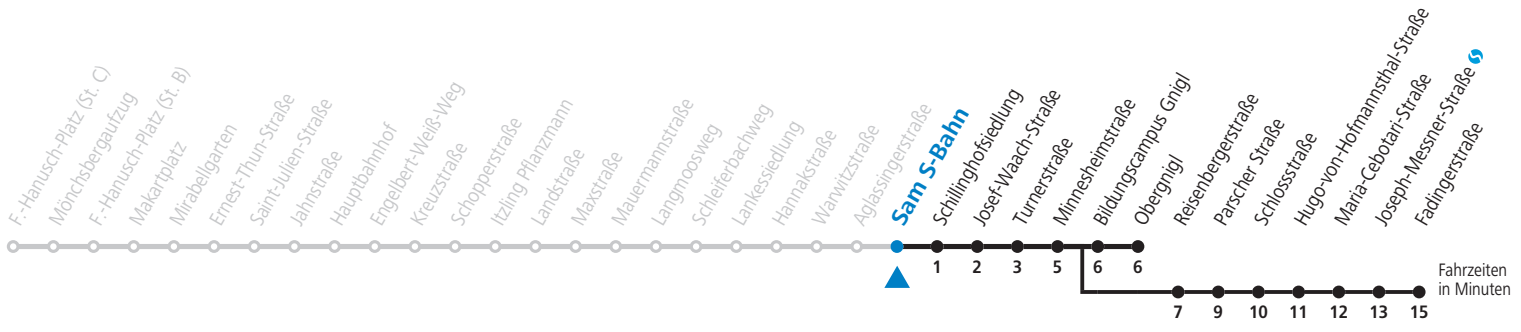 F.-Hanusch-Platz (St. C)
Mönchsbergaufzug
F.-Hanusch-Platz (St. B)
Makartplatz
Mirabellgarten
Ernest-Thun-Straße
Saint-Julien-Straße
Jahnstraße
Hauptbahnhof
Engelbert-Weiß-Weg
Kreuzstraße
Schopperstraße
Itzling Pflanzmann
Landstraße
Maxstraße
Mauermannstraße
Langmoosweg
Schleiferbachweg
Lankessiedlung
Hannakstraße
Wanwitzstraße
Aglassingerstraße
Sam S-Bahn
Schillinghofsiedlung
Josef-Waach-Straße
Turnerstraße
Minnesheimstraße
Bildungscampus Gnigl
Obergnigl
Reisenbergerstraße
Parscher Straße
Schlossstraße
Hugo-von-Hofmannsthal-Straße
Maria-Cebotari-Straße
Joseph-Messner-Straße
Fadingerstraße
1 2 3 5 6 6
Fahrzeiten
in Minuten
7 9 10 11 12 13 15